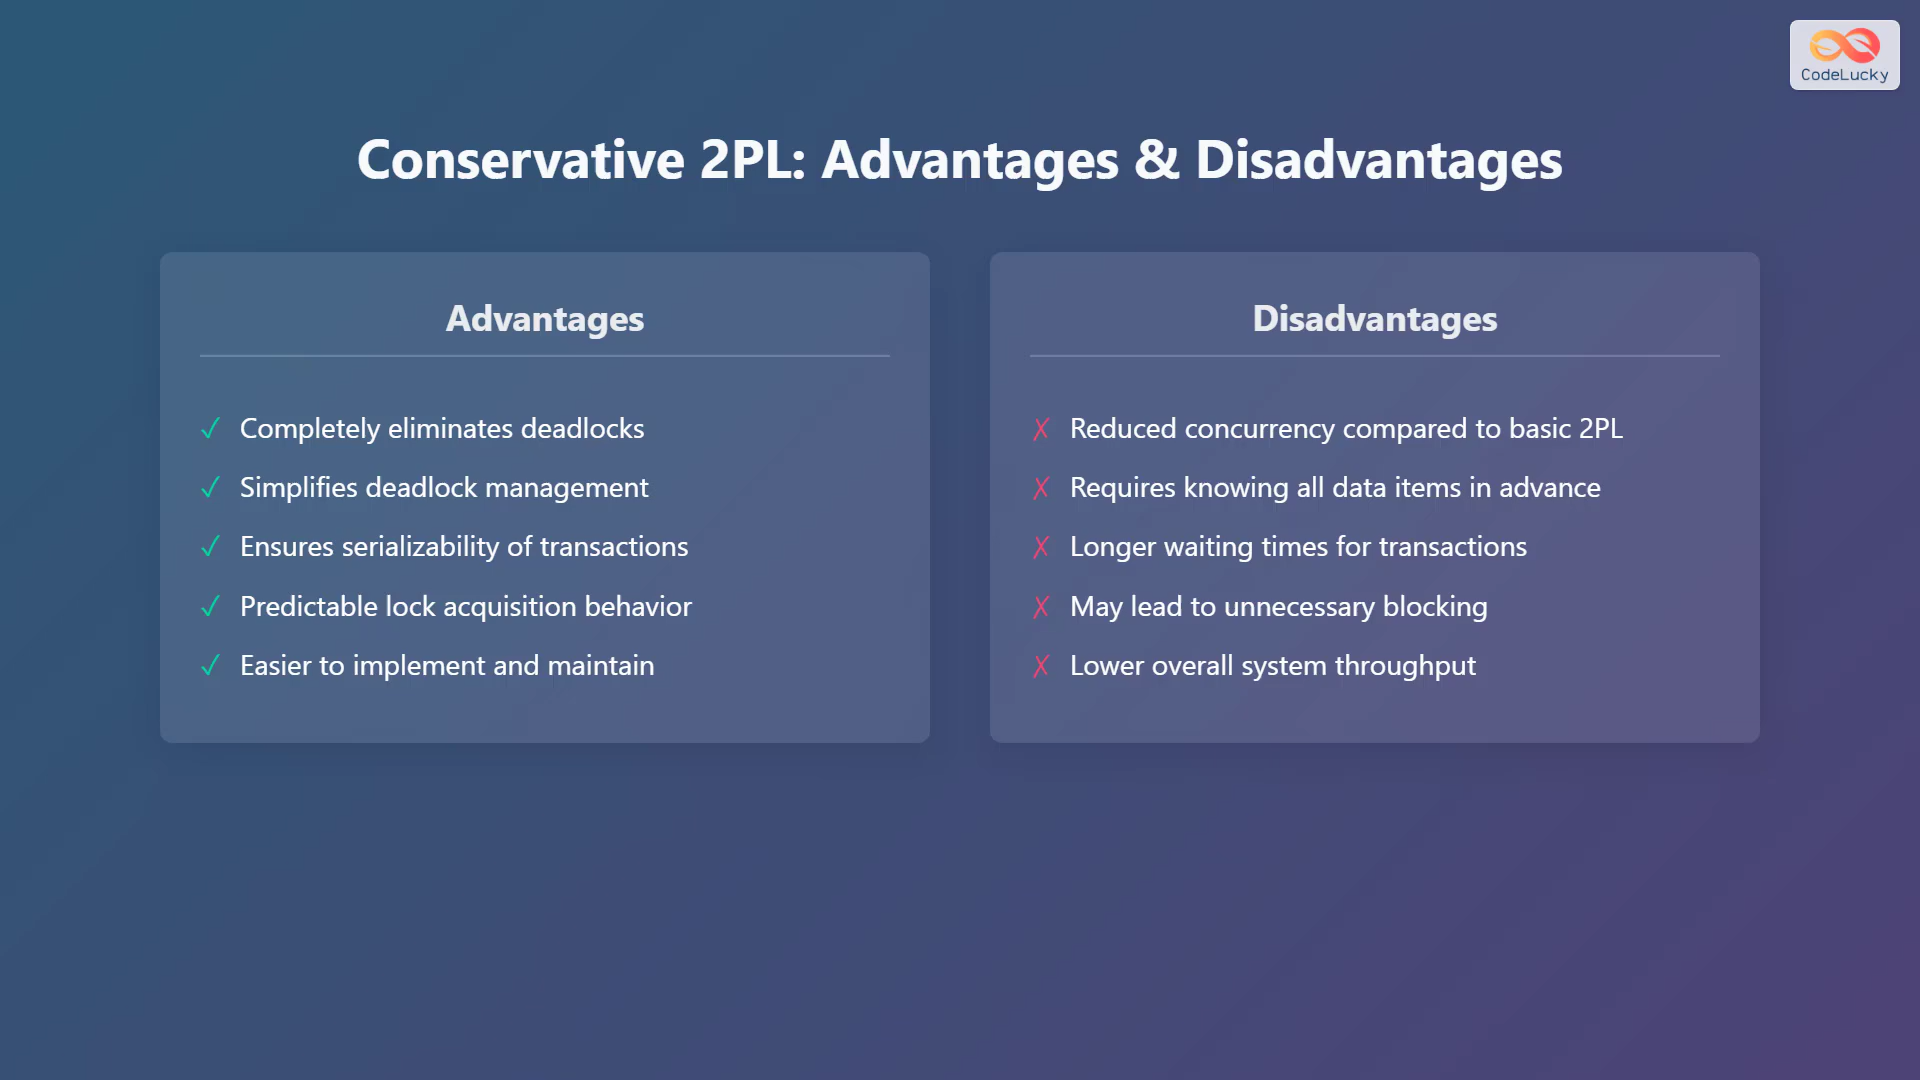 CodeLucky
Conservative 2PL: Advantages & Disadvantages
Advantages
✓ Completely eliminates deadlocks
✓ Simplifies deadlock management
✓ Ensures serializability of transactions
✓ Predictable lock acquisition behavior
✓ Easier to implement and maintain
Disadvantages
✗ Reduced concurrency compared to basic 2PL
✗ Requires knowing all data items in advance
✗ Longer waiting times for transactions
✗ May lead to unnecessary blocking
✗ Lower overall system throughput